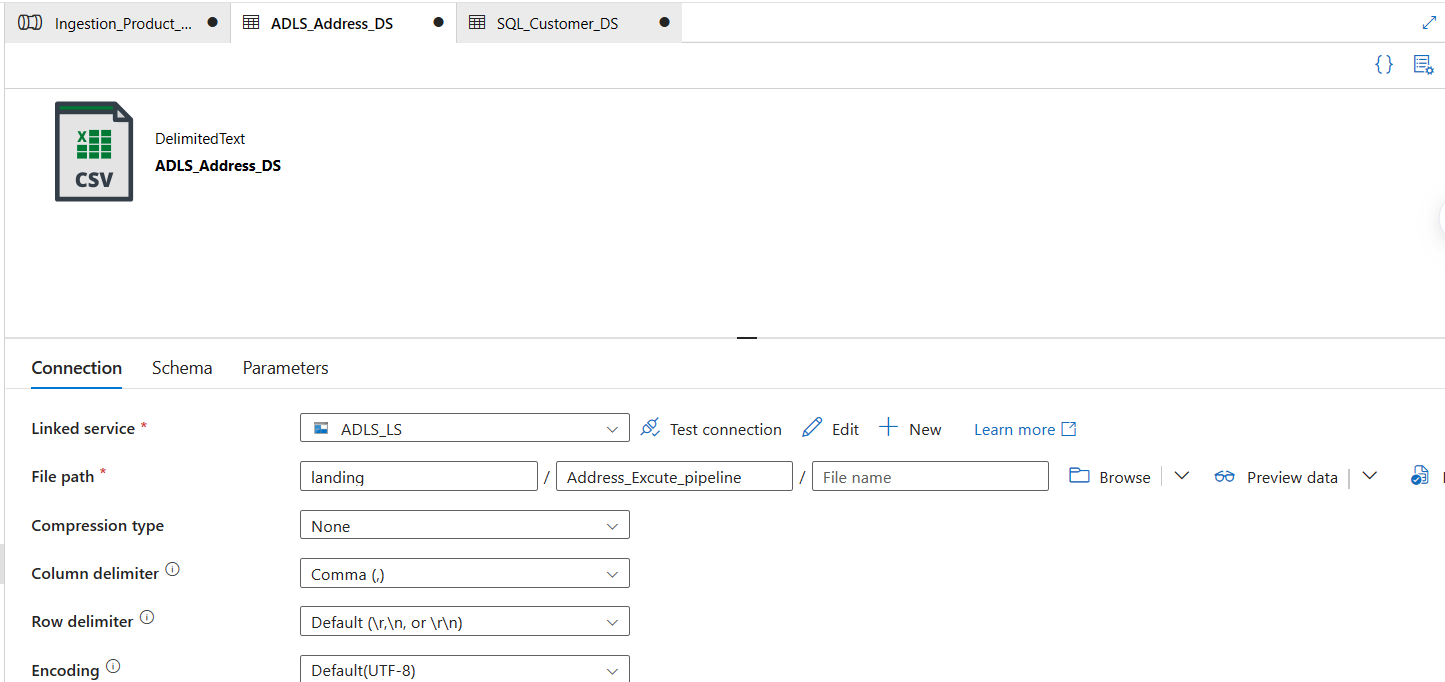 Ingestion_Product_... ADLS_Address_DS SQL_Customer_DS
{}
DelimitedText
ADLS_Address_DS
X
CSV
Connection Schema Parameters
Linked service * ADLS_LS Test connection Edit New Learn more
File path * landing / Address_Excute_pipeline / File name Browse Preview data
Compression type None
Column delimiter Comma (,)
Row delimiter Default (\r,\n, or \r\n)
Encoding Default(UTF-8)